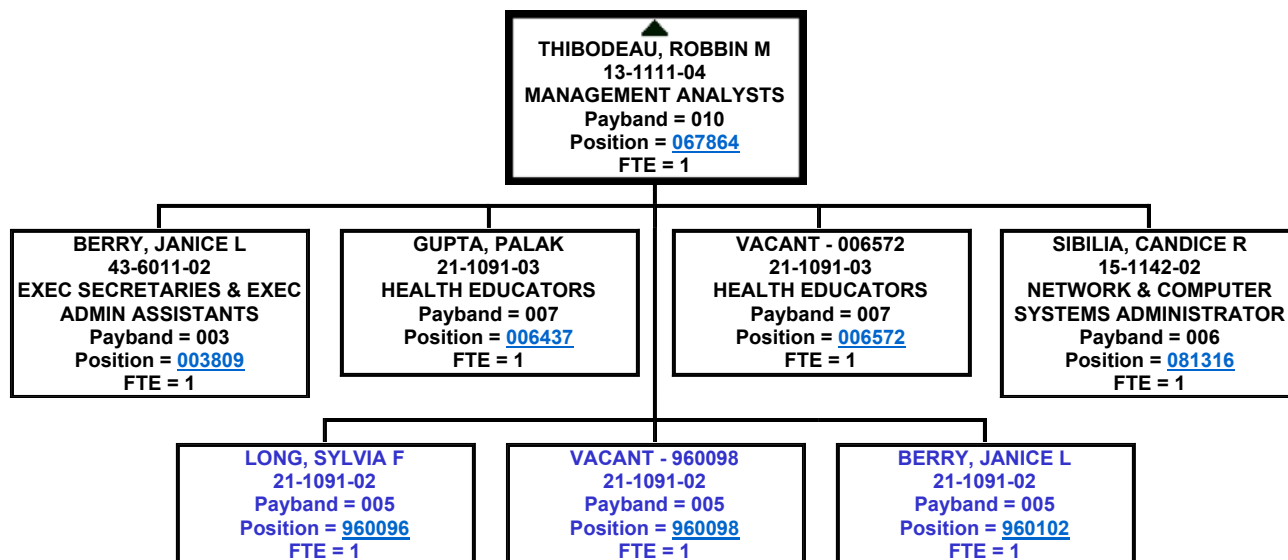 THIBODEAU, ROBBIN M
13-1111-04
MANAGEMENT ANALYSTS
Payband = 010
Position = 067864
FTE = 1
BERRY, JANICE L
43-6011-02
EXEC SECRETARIES & EXEC
ADMIN ASSISTANTS
Payband = 003
Position = 003809
FTE = 1
GUPTA, PALAK
21-1091-03
HEALTH EDUCATORS
Payband = 007
Position = 006437
FTE = 1
VACANT - 006572
21-1091-03
HEALTH EDUCATORS
Payband = 007
Position = 006572
FTE = 1
SIBILIA, CANDICE R
15-1142-02
NETWORK & COMPUTER
SYSTEMS ADMINISTRATOR
Payband = 006
Position = 081316
FTE = 1
LONG, SYLVIA F
21-1091-02
Payband = 005
Position = 960096
FTE = 1
VACANT - 960098
21-1091-02
Payband = 005
Position = 960098
FTE = 1
BERRY, JANICE L
21-1091-02
Payband = 005
Position = 960102
FTE = 1